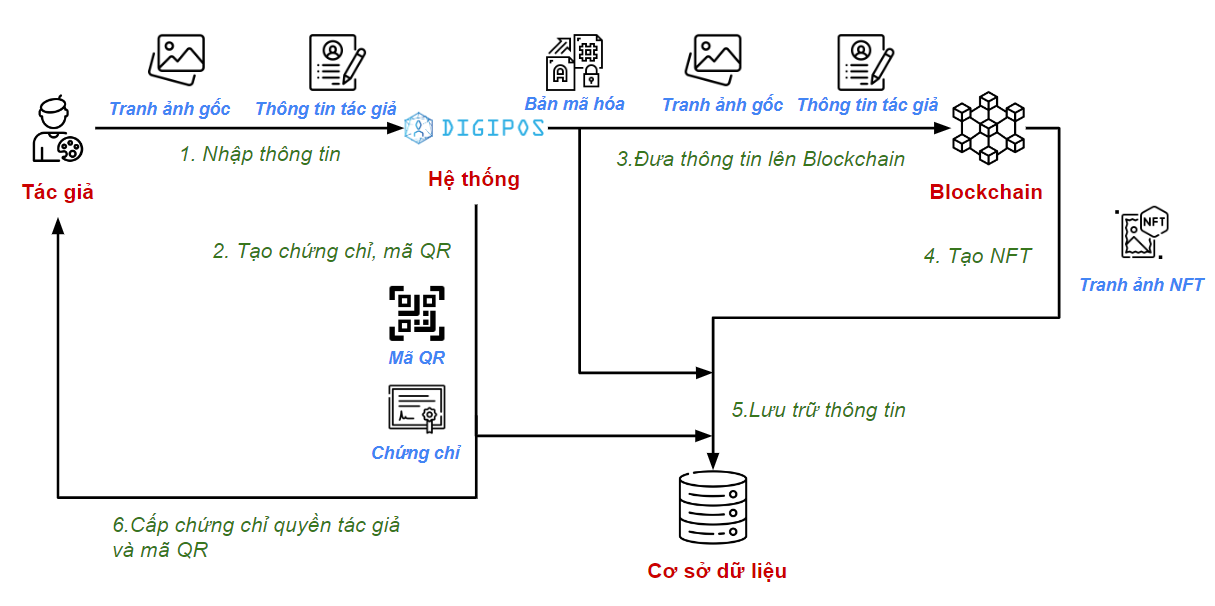 Tranh ảnh gốc
Thông tin tác giả
Bản mã hóa
Tranh ảnh gốc
Thông tin tác giả
DIGIPOS
1. Nhập thông tin
3.Đưa thông tin lên Blockchain
Tác giả
Hệ thống
Blockchain
NFT
2. Tạo chứng chỉ, mã QR
4. Tạo NFT
Tranh ảnh NFT
Mã QR
5.Lưu trữ thông tin
Chứng chỉ
6.Cấp chứng chỉ quyền tác giả
và mã QR
Cơ sở dữ liệu